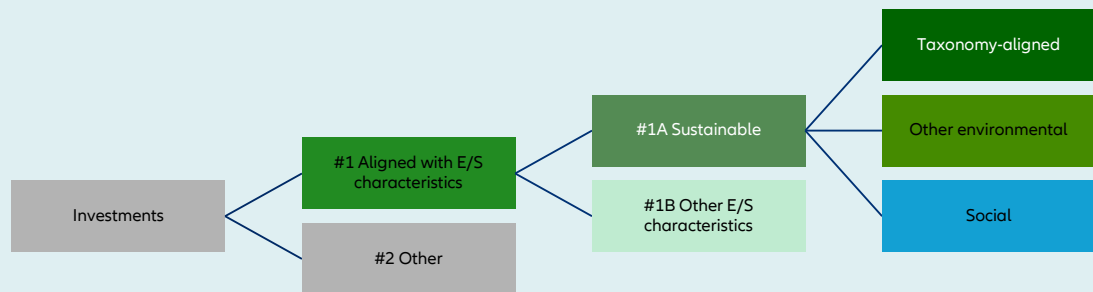 Investments
#1 Aligned with E/S
characteristics
#2 Other
#1A Sustainable
#1B Other E/S
characteristics
Taxonomy-aligned
Other environmental
Social